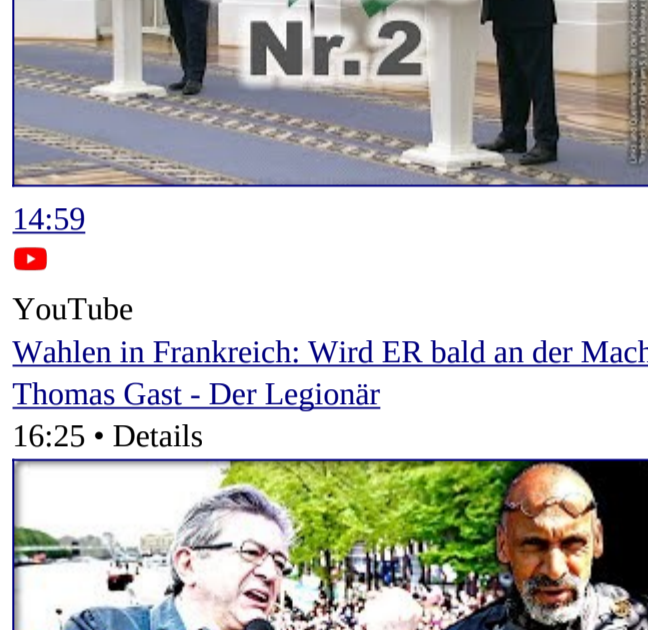 Nr. 2
14:59
YouTube
Wahlen in Frankreich: Wird ER bald an der Mach
Thomas Gast - Der Legionär
16:25 • Details